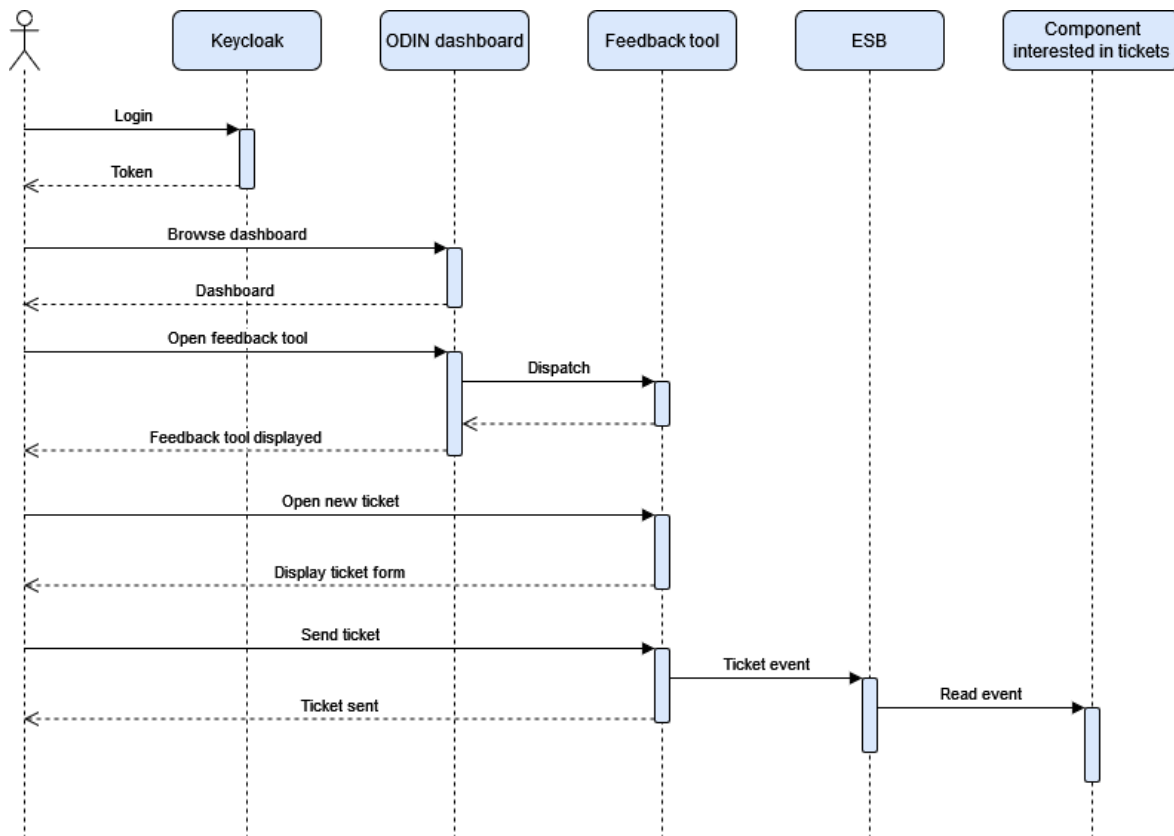 Keycloak
ODIN dashboard
Feedback tool
ESB
Component
interested in tickets
Login
Token
Browse dashboard
Dashboard
Open feedback tool
Dispatch
Feedback tool displayed
Open new ticket
Display ticket form
Send ticket
Ticket event
Read event
Ticket sent